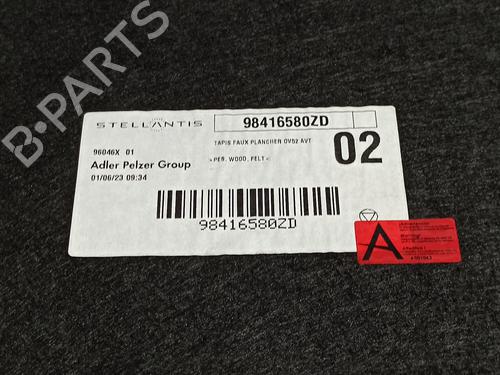 B-PARTS
STELLANTIS
98416580ZD
TAPIS FAUX PLANCHER OV52 AVT
96046X 01
02
Adler Pelzer Group
>PE9, WOOD, FELT<
01/06/23 09:34
98416580ZD
A